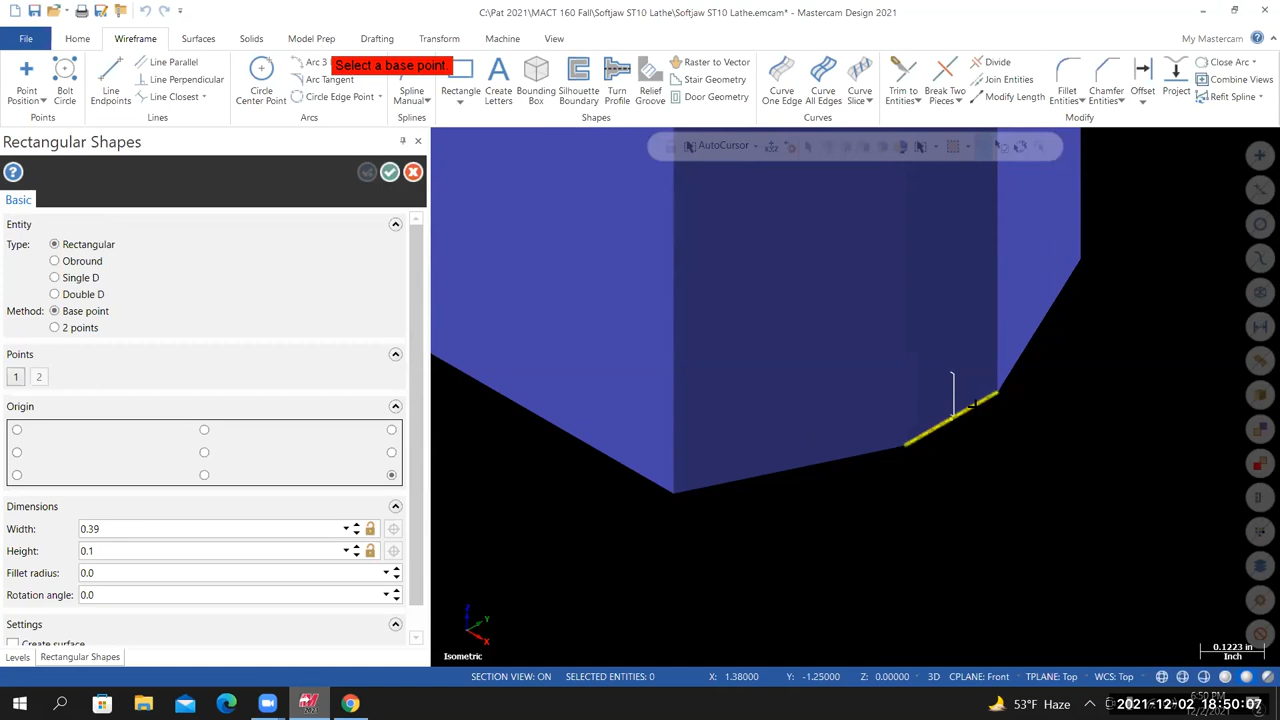 C:\Pat 2021\MACT 160 Fall\Softjaw ST10 Lathe\Softjaw ST10 Lathe.emcam* - Mastercam Design 2021
File
Home
Wireframe
Surfaces
Solids
Model Prep
Drafting
Transform
Machine
View
My Mastercam
Point Position
Bolt Circle
Points
Line Endpoints
Line Parallel
Line Perpendicular
Line Closest
Lines
Circle Center Point
Arc 3
Arc Tangent
Circle Edge Point
Arcs
Select a base point.
Spline Manual
Splines
Rectangle
Create Letters
Bounding Box
Silhouette Boundary
Turn Profile
Relief Groove
Raster to Vector
Stair Geometry
Door Geometry
Shapes
Curve One Edge
Curve All Edges
Curve Slice
Curves
Trim to Entities
Break Two Pieces
Divide
Join Entities
Modify Length
Fillet Entities
Chamfer Entities
Offset
Project
Close Arc
Combine Views
Refit Spline
Modify
Rectangular Shapes
Basic
Entity
Type:
Rectangular
Obround
Single D
Double D
Method:
Base point
2 points
Points
1
2
Origin
Dimensions
Width:
0.39
Height:
0.1
Fillet radius:
0.0
Rotation angle:
0.0
Settings
Create surface
Levels
Rectangular Shapes
AutoCursor
Z
Y
X
Isometric
0.1223 in
Inch
SECTION VIEW: ON
SELECTED ENTITIES: 0
X: 1.38000
Y: -1.25000
Z: 0.00000
3D
CPLANE: Front
TPLANE: Top
WCS: Top
53°F Haze
6:50 PM
2021-12-02 18:50:07
12/2/2021